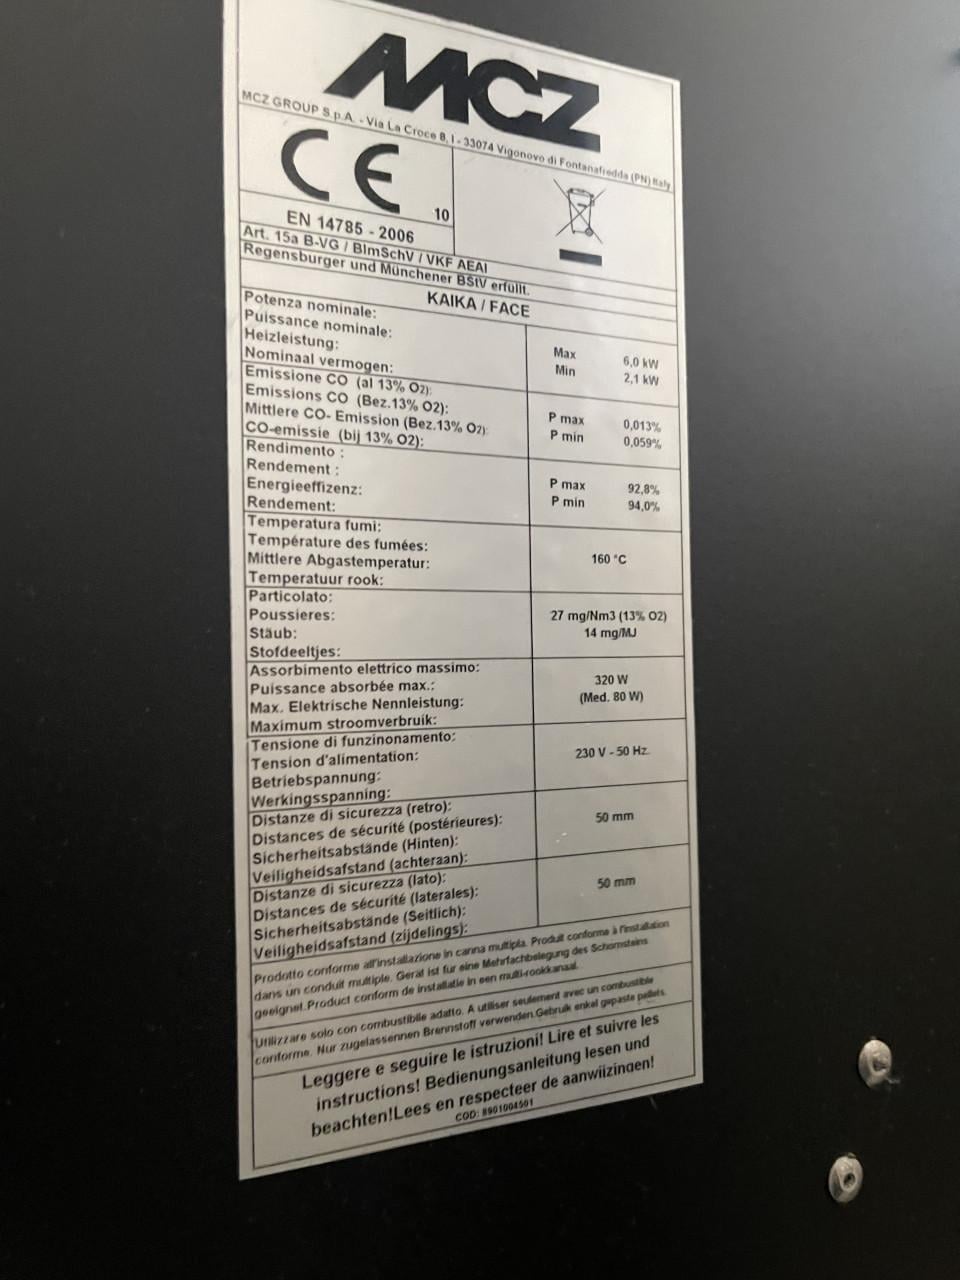 MCZ
MCZ GROUP S.p.A. - Via La Croce 8, I - 33074 Vigonovo di Fontanafredda (PN) Italy
CE
10
EN 14785 - 2006
Art. 15a B-VG / BImSchV / VKF AEAI
Regensburger und Münchener BStV erfüllt.
KAIKA / FACE
Potenza nominale:
Puissance nominale:
Heizleistung:
Nominaal vermogen:
Max 6,0 kW
Min 2,1 kW
Emissione CO (al 13% O2):
Emissions CO (Bez.13% O2):
Mittlere CO- Emission (Bez.13% O2):
CO-emissie (bij 13% O2):
P max 0,013%
P min 0,059%
Rendimento :
Rendement :
Energieeffizenz:
Rendement:
P max 92,8%
P min 94,0%
Temperatura fumi:
Température des fumées:
Mittlere Abgastemperatur:
Temperatuur rook:
160 °C
Particolato:
Poussieres:
Stäub:
Stofdeeltjes:
27 mg/Nm3 (13% O2)
14 mg/MJ
Assorbimento elettrico massimo:
Puissance absorbée max.:
Max. Elektrische Nennleistung:
Maximum stroomverbruik:
320 W
(Med. 80 W)
Tensione di funzinonamento:
Tension d'alimentation:
Betriebspannung:
Werkingsspanning:
230 V - 50 Hz.
Distanze di sicurezza (retro):
Distances de sécurité (postérieures):
Sicherheitsabstände (Hinten):
Veiligheidsafstand (achteraan):
50 mm
Distanze di sicurezza (lato):
Distances de sécurité (laterales):
Sicherheitsabstände (Seitlich):
Veiligheidsafstand (zijdelings):
50 mm
Prodotto conforme all'installazione in canna multipla. Produit conforme à l'installation
dans un conduit multiple. Gerät ist für eine Mehrfachbelegung des Schornsteins
geeignet.Product conform de installatie in een multi-rookkanaal.
Utilizzare solo con combustibile adatto. A utiliser seulement avec un combustible
conforme. Nur zugelassennen Brennstoff verwenden.Gebruik enkel gepaste pellets.
Leggere e seguire le istruzioni! Lire et suivre les
instructions! Bedienungsanleitung lesen und
beachten!Lees en respecteer de aanwiizingen!
COD: 8901004501